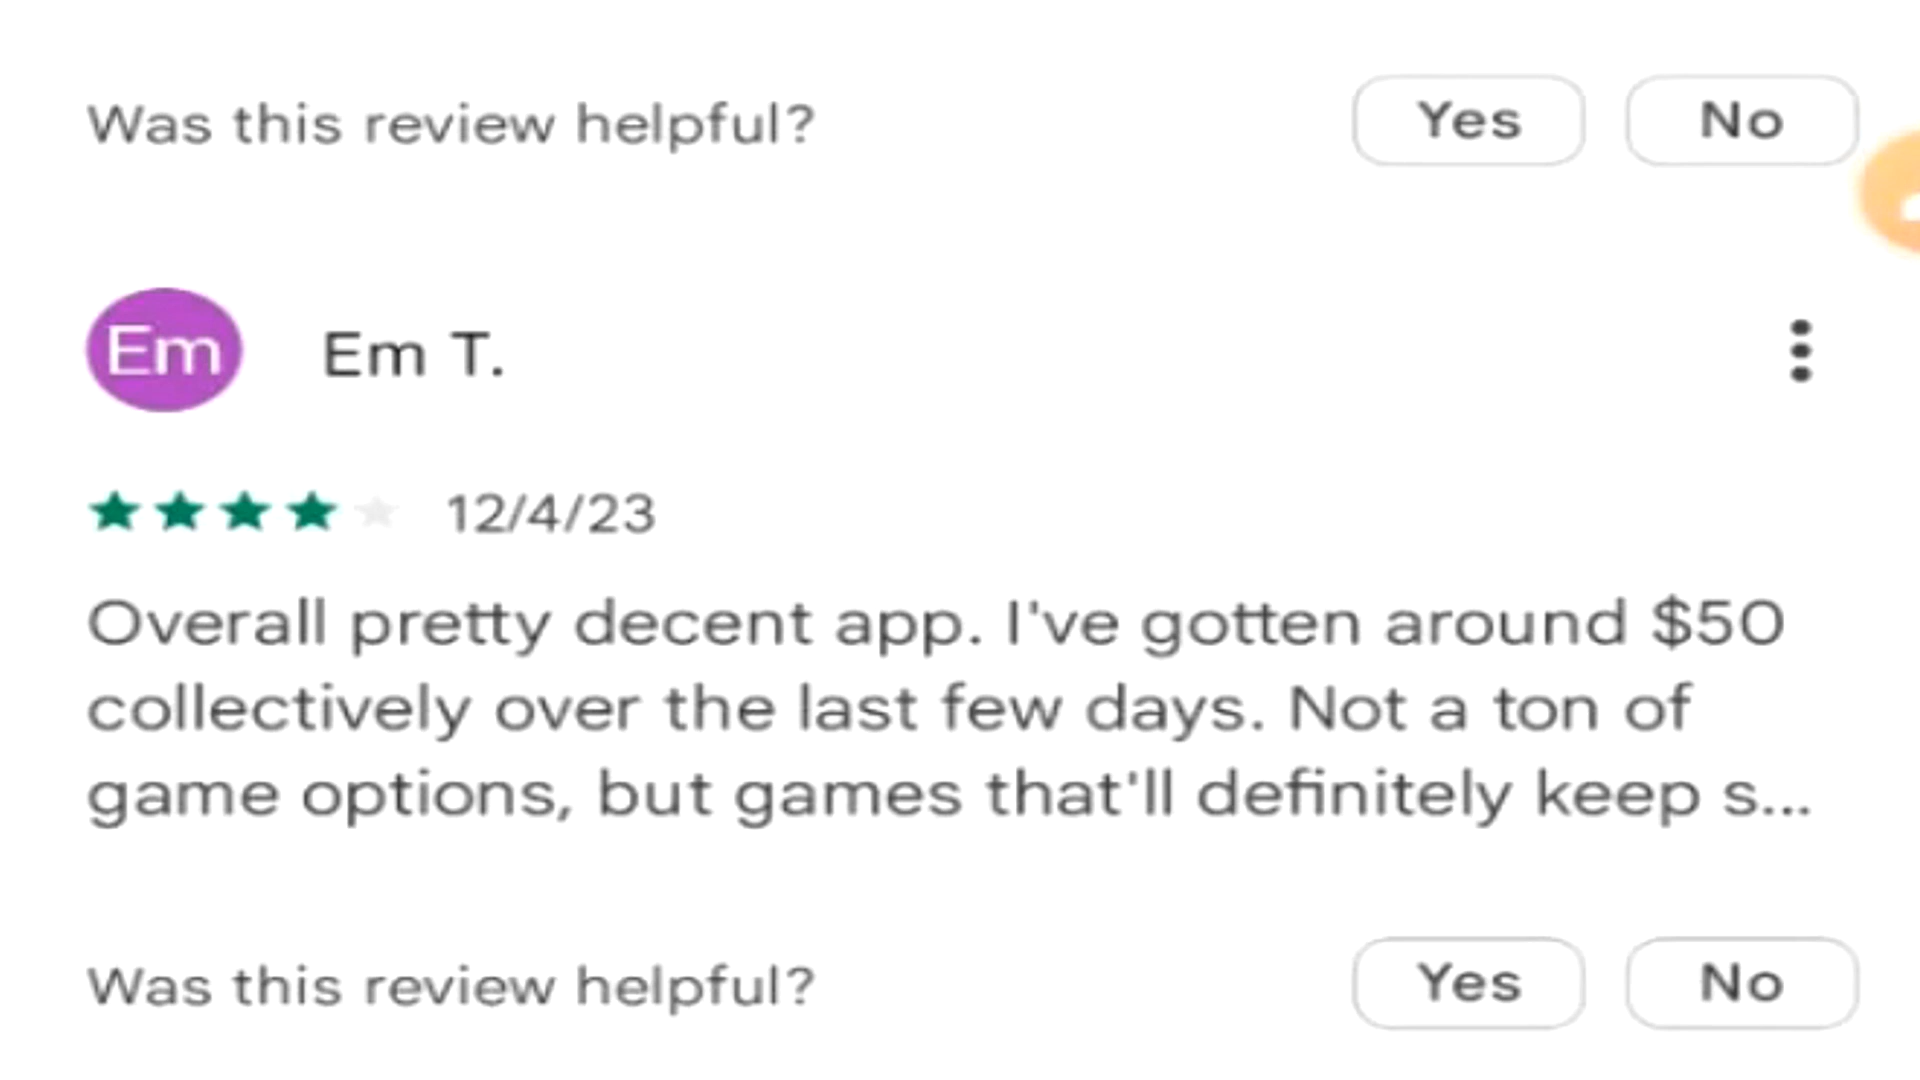 Was this review helpful? Yes No
Em Em T.
12/4/23
Overall pretty decent app. I've gotten around $50
collectively over the last few days. Not a ton of
game options, but games that'll definitely keep s...
Was this review helpful? Yes No